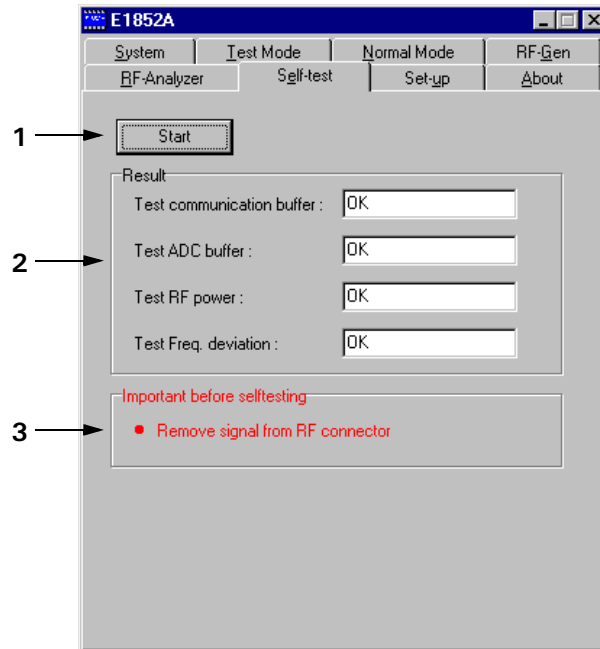 E1852A
System Test Mode Normal Mode RF-Gen
RF-Analyzer Self-test Set-up About
1
Start
Result
Test communication buffer : OK
2
Test ADC buffer : OK
Test RF power : OK
Test Freq. deviation : OK
Important before selftesting
3
Remove signal from RF connector